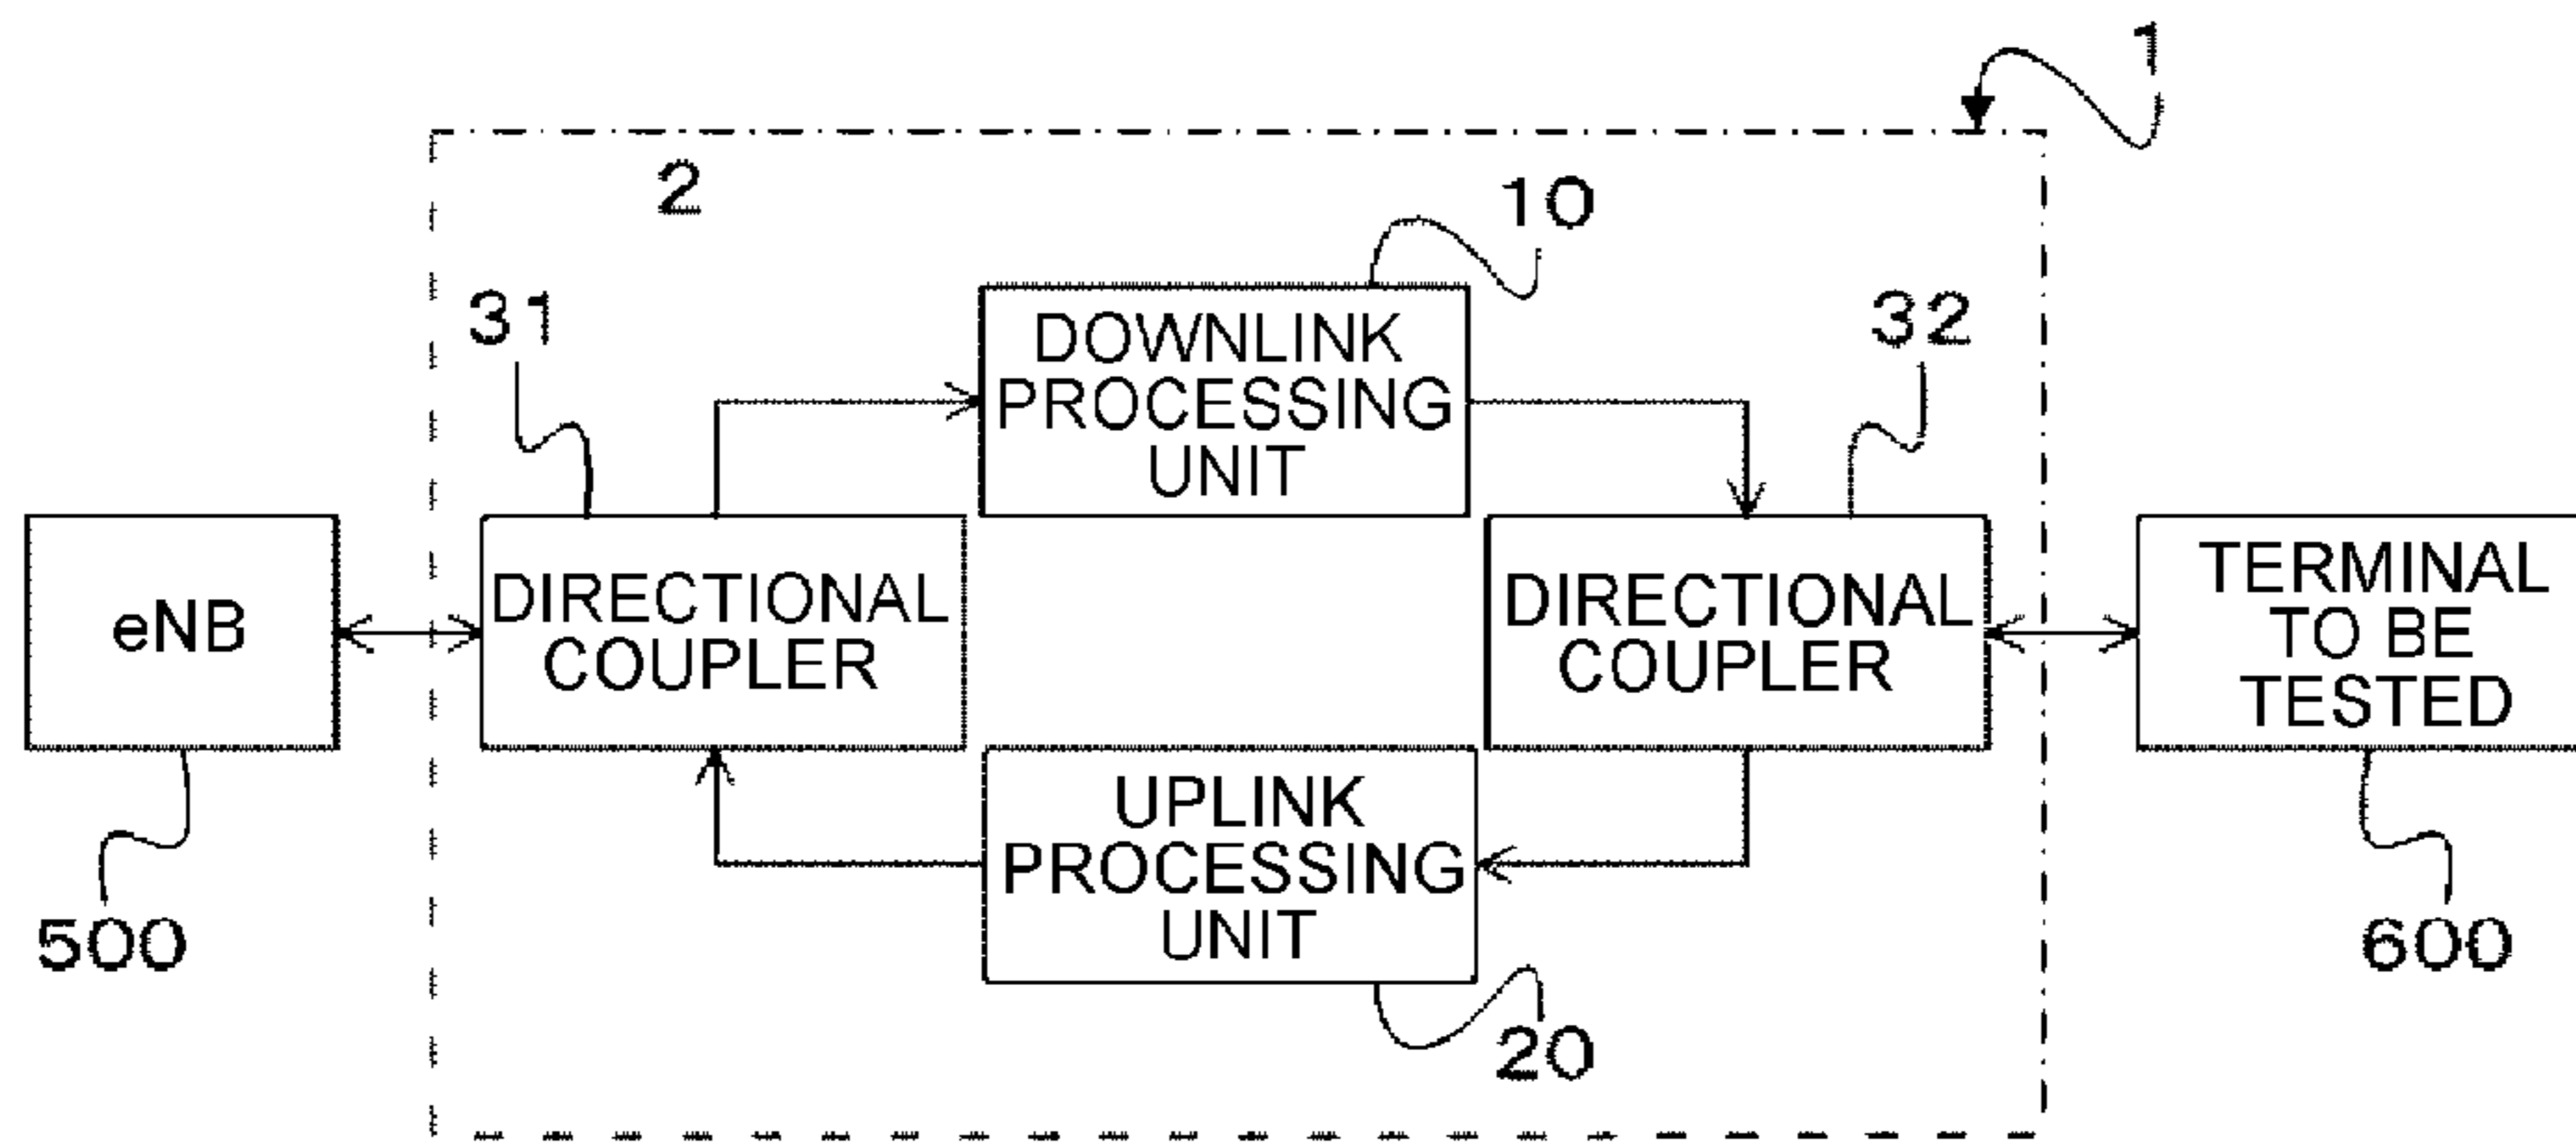 1
2
10
31
DOWNLINK
PROCESSING
UNIT
32
eNB
DIRECTIONAL
COUPLER
DIRECTIONAL
COUPLER
TERMINAL
TO BE
TESTED
UPLINK
PROCESSING
UNIT
500
600
20